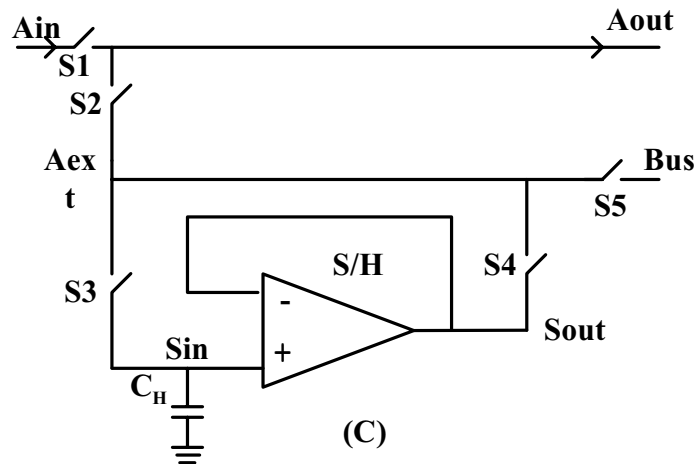 Ain
Aout
S1
S2
Aex
t
Bus
S5
S/H
S4
S3
-
Sin
+
Sout
CH
(C)